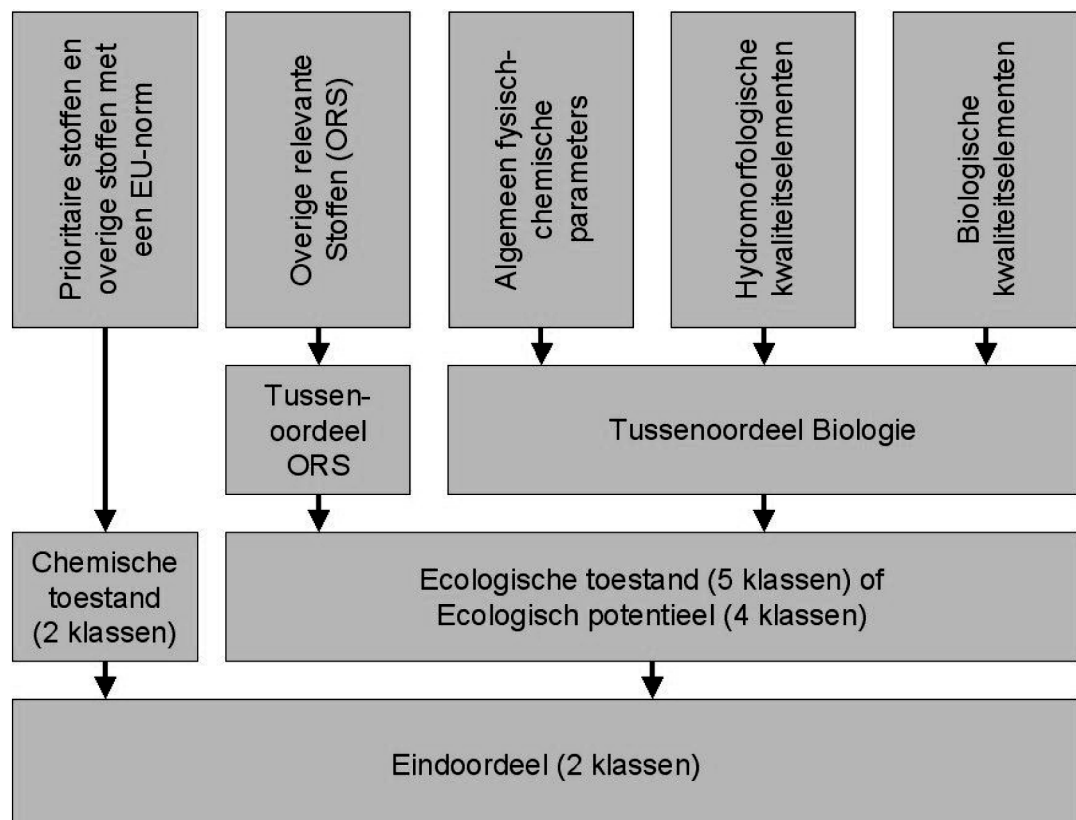 Prioritaire stoffen en
overige stoffen met
een EU-norm
Overige relevante
Stoffen (ORS)
Algemeen fysisch-
chemische
parameters
Hydromorfologische
kwaliteitselementen
Biologische
kwaliteitselementen
Tussen-
oordeel
ORS
Tussenoordeel Biologie
Chemische
toestand
(2 klassen)
Ecologische toestand (5 klassen) of
Ecologisch potentieel (4 klassen)
Eindoordeel (2 klassen)